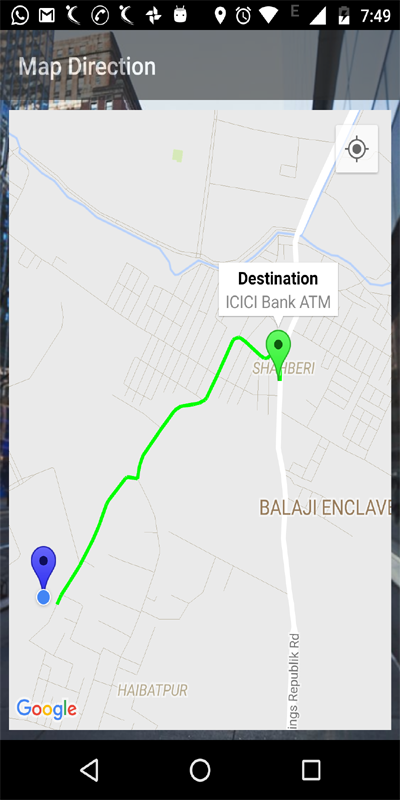 E
7:49
Map Direction
Destination
ICICI Bank ATM
SHAHBERI
BALAJI ENCLAVE
ings Republik Rd
HAIBATPUR
Google